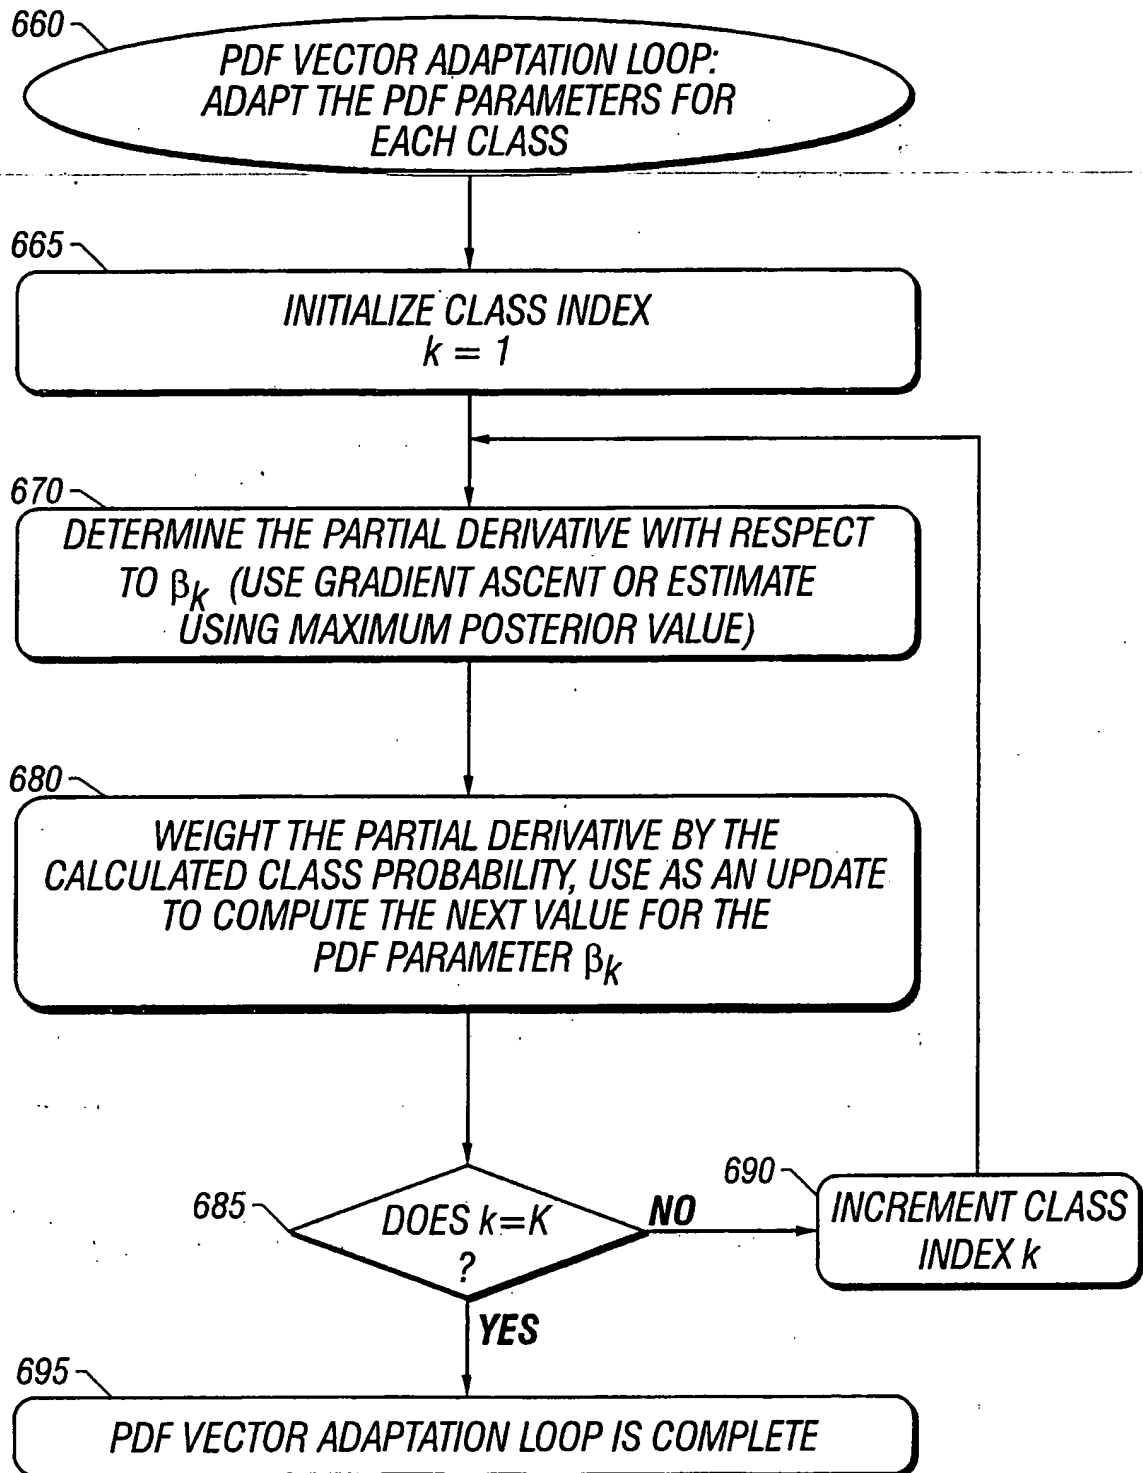 660
PDF VECTOR ADAPTATION LOOP:
ADAPT THE PDF PARAMETERS FOR
EACH CLASS
665
INITIALIZE CLASS INDEX
k = 1
670
DETERMINE THE PARTIAL DERIVATIVE WITH RESPECT
TO βk (USE GRADIENT ASCENT OR ESTIMATE
USING MAXIMUM POSTERIOR VALUE)
680
WEIGHT THE PARTIAL DERIVATIVE BY THE
CALCULATED CLASS PROBABILITY, USE AS AN UPDATE
TO COMPUTE THE NEXT VALUE FOR THE
PDF PARAMETER βk
685
DOES k=K
?
NO
690
INCREMENT CLASS
INDEX k
YES
695
PDF VECTOR ADAPTATION LOOP IS COMPLETE